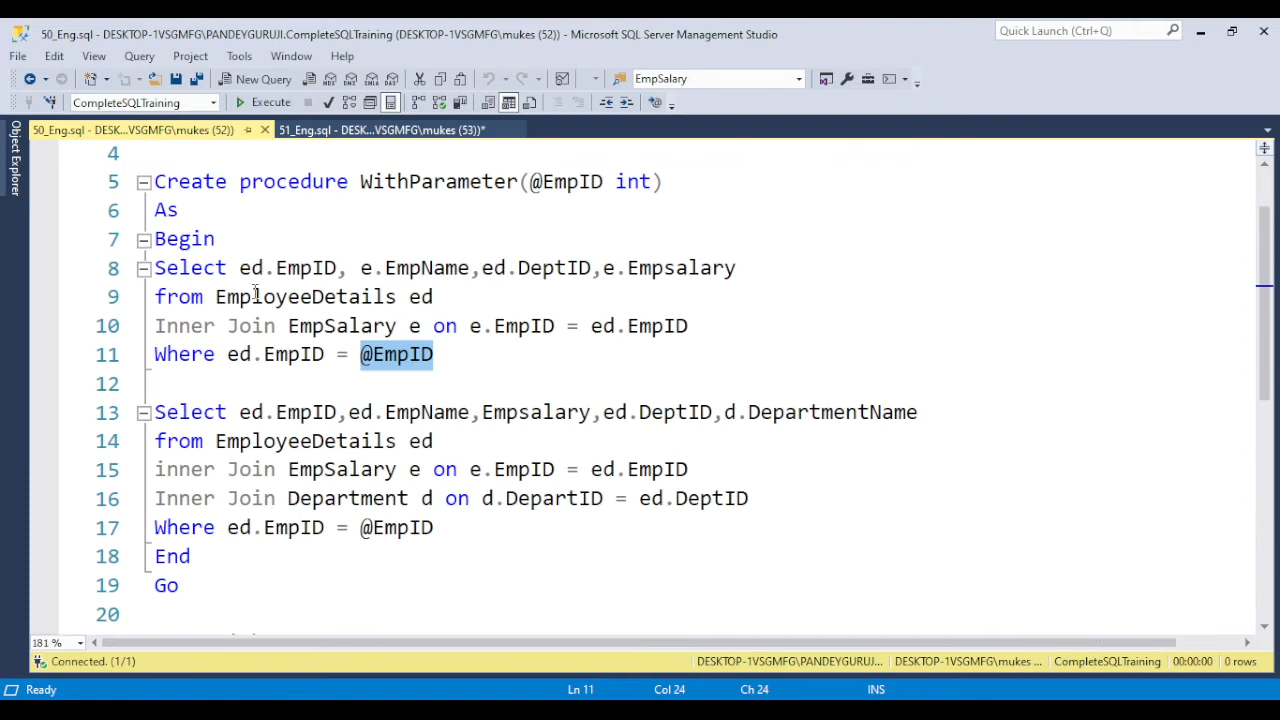 50_Eng.sql - DESKTOP-1VSGMFG\PANDEYGURUJI.CompleteSQLTraining (DESKTOP-1VSGMFG\mukes (52)) - Microsoft SQL Server Management Studio
Quick Launch (Ctrl+Q)
File Edit View Query Project Tools Window Help
New Query
EmpSalary
CompleteSQLTraining
Execute
50_Eng.sql - DESK...VSGMFG\mukes (52))
51_Eng.sql - DESK...VSGMFG\mukes (53))*
Object Explorer
4
5 Create procedure WithParameter(@EmpID int)
6 As
7 Begin
8 Select ed.EmpID, e.EmpName,ed.DeptID,e.Empsalary
9 from EmployeeDetails ed
10 Inner Join EmpSalary e on e.EmpID = ed.EmpID
11 Where ed.EmpID = @EmpID
12
13 Select ed.EmpID,ed.EmpName,Empsalary,ed.DeptID,d.DepartmentName
14 from EmployeeDetails ed
15 inner Join EmpSalary e on e.EmpID = ed.EmpID
16 Inner Join Department d on d.DepartID = ed.DeptID
17 Where ed.EmpID = @EmpID
18 End
19 Go
20
181 %
Connected. (1/1)
DESKTOP-1VSGMFG\PANDEYGURUJI... DESKTOP-1VSGMFG\mukes ... CompleteSQLTraining 00:00:00 0 rows
Ready Ln 11 Col 24 Ch 24 INS